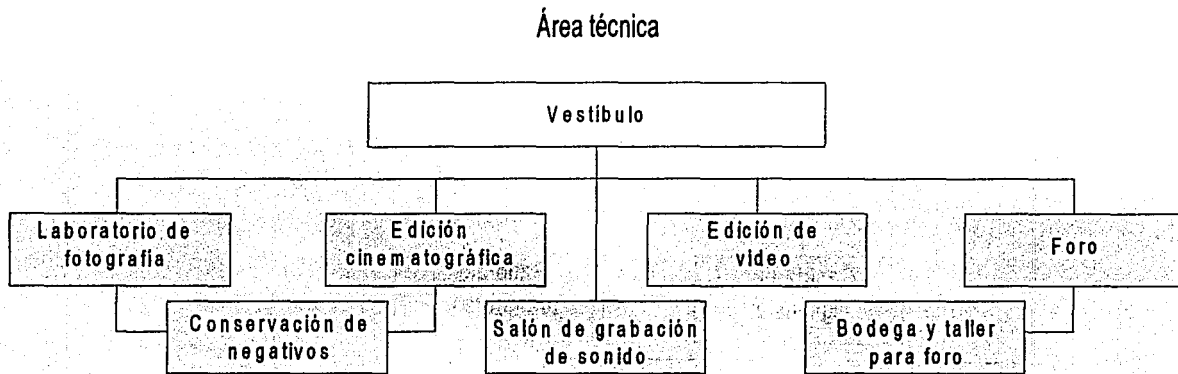 Área técnica
Vestíbulo
Laboratorio de
fotografia
Edición
cinematográfica
Edición de
video
Foro
Conservación de
negativos
Salón de grabación
de sonido
Bodega y taller
para foro